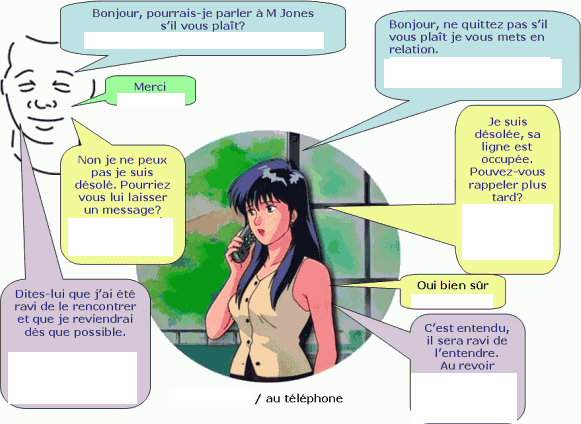 Bonjour, pourrais-je parler à M Jones
s'il vous plaît?
Bonjour, ne quittez pas s'il
vous plaît je vous mets en
relation.
Merci
Je suis
désolée, sa
ligne est
occupée.
Pouvez-vous
rappeler plus
tard?
Non je ne peux
pas je suis
désolé. Pourriez
vous lui laisser
un message?
Oui bien sûr
Dites-lui que j'ai été
ravi de le rencontrer
et que je reviendrai
dès que possible.
C'est entendu,
il sera ravi de
l'entendre.
Au revoir
/ au téléphone